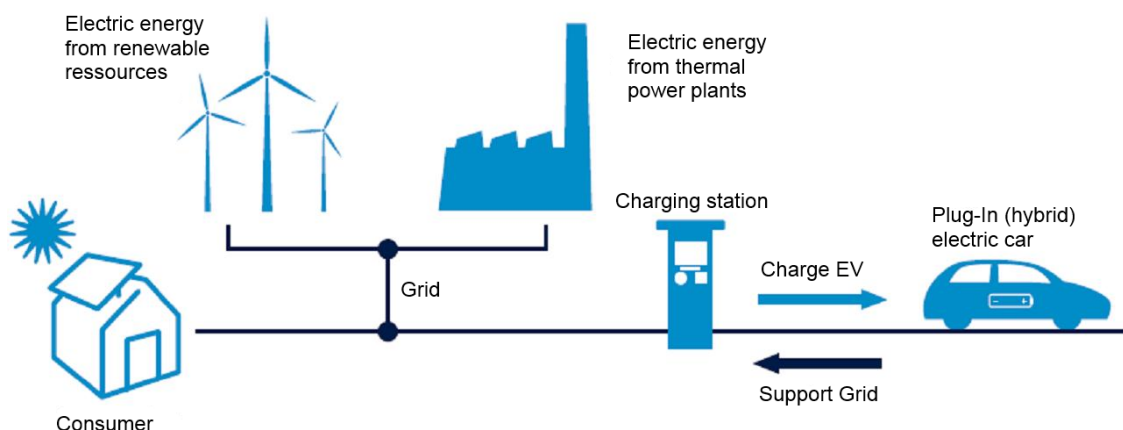 Electric energy
from renewable
ressources
Electric energy
from thermal
power plants
Charging station
Plug-In (hybrid)
electric car
Charge EV
Grid
Support Grid
Consumer
- +